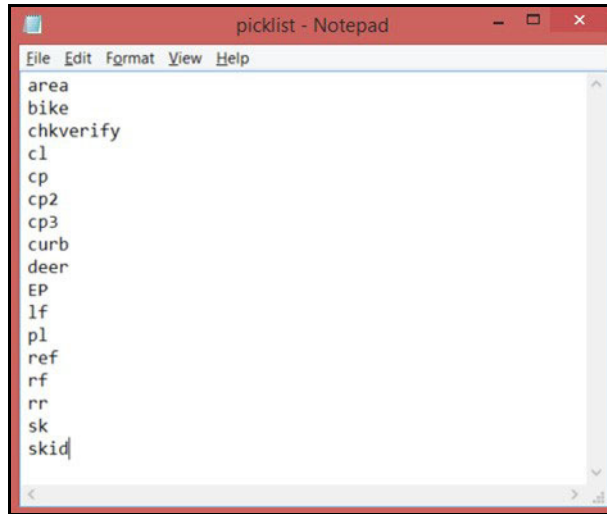 picklist - Notepad
File Edit Format View Help
area
bike
chkverify
cl
cp
cp2
cp3
curb
deer
EP
lf
pl
ref
rf
rr
sk
skid